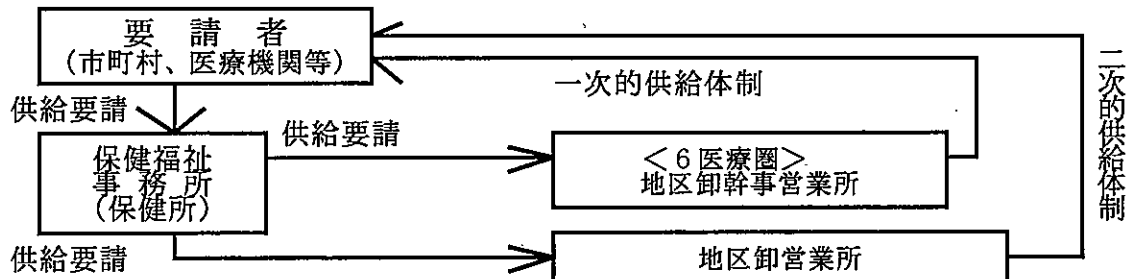 要請者
(市町村、医療機関等)
一次的供給体制
二次的供給体制
供給要請
供給要請
保健福祉
事務所
(保健所)
<6医療圏>
地区卸幹事営業所
供給要請
地区卸営業所